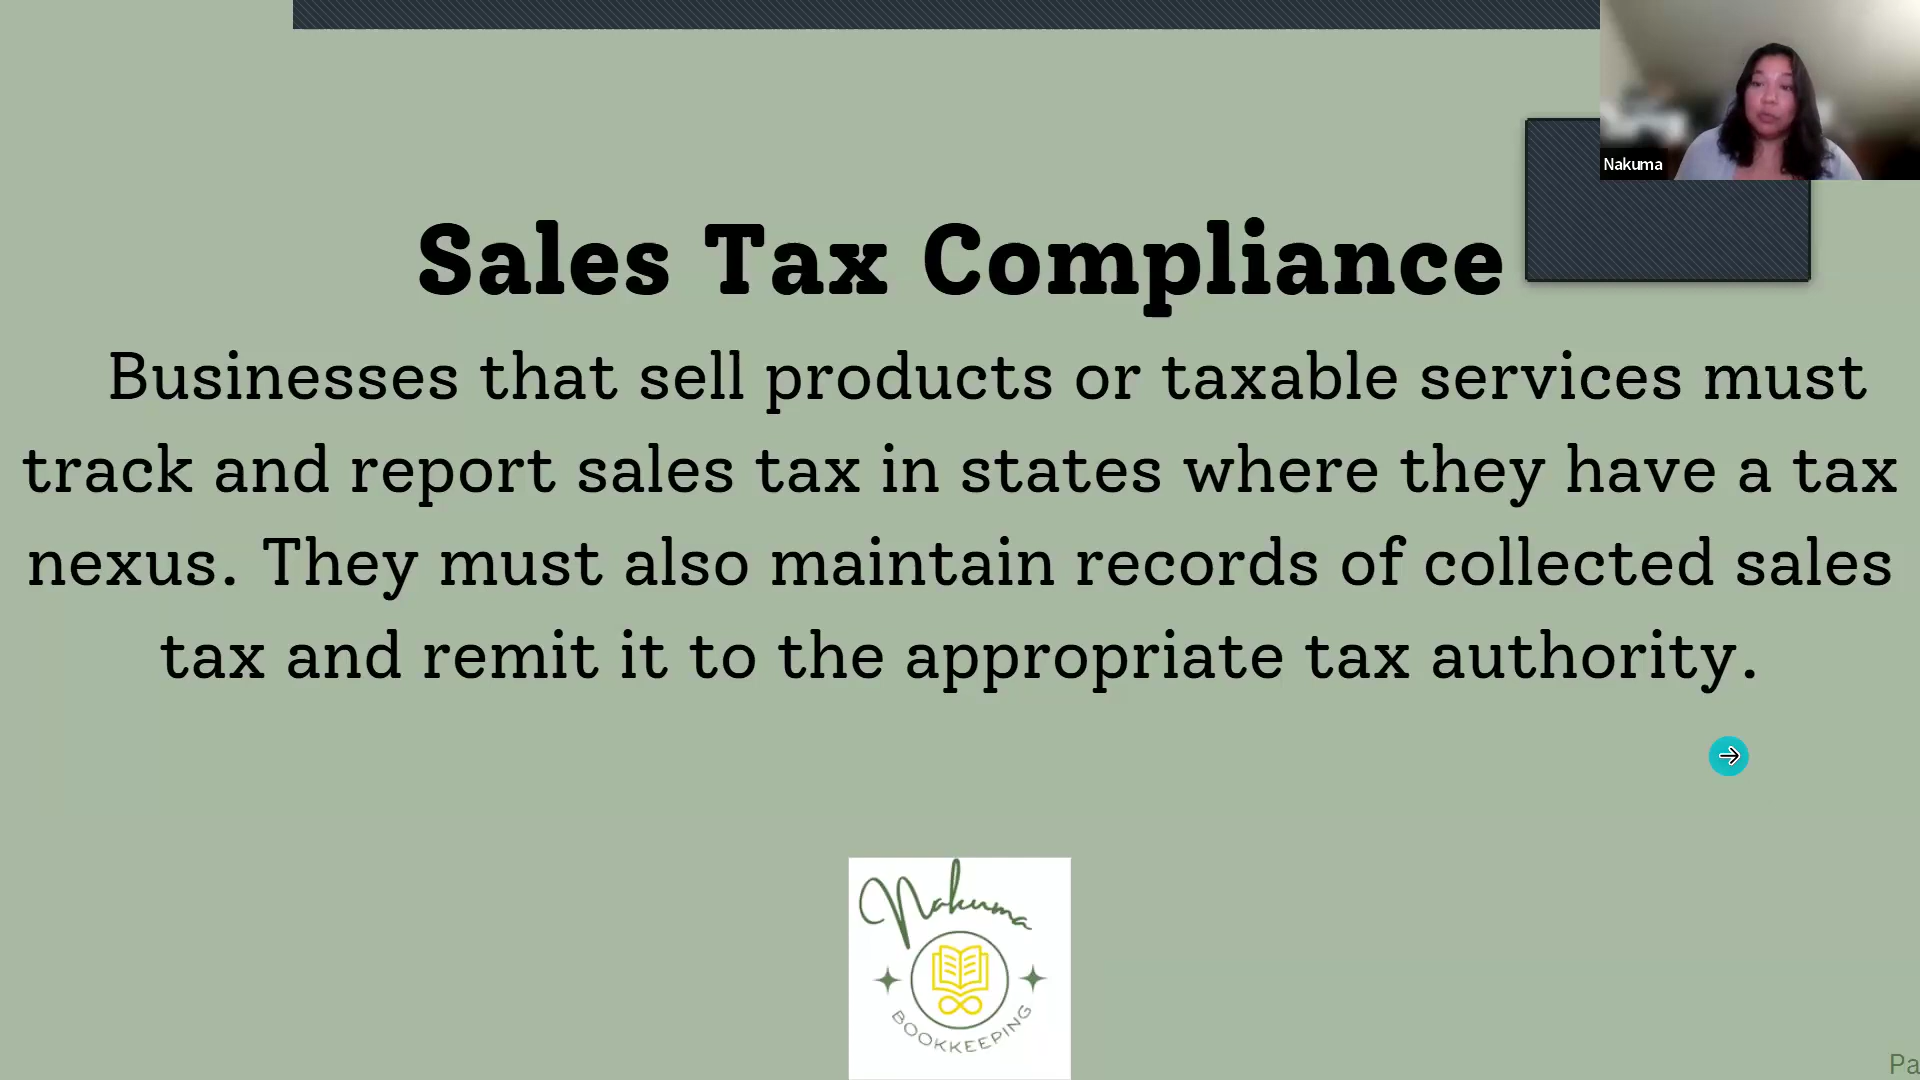 Nakuma
Sales Tax Compliance
Businesses that sell products or taxable services must
track and report sales tax in states where they have a tax
nexus. They must also maintain records of collected sales
tax and remit it to the appropriate tax authority.
Nakuma
BOOKKEEPING
Pa